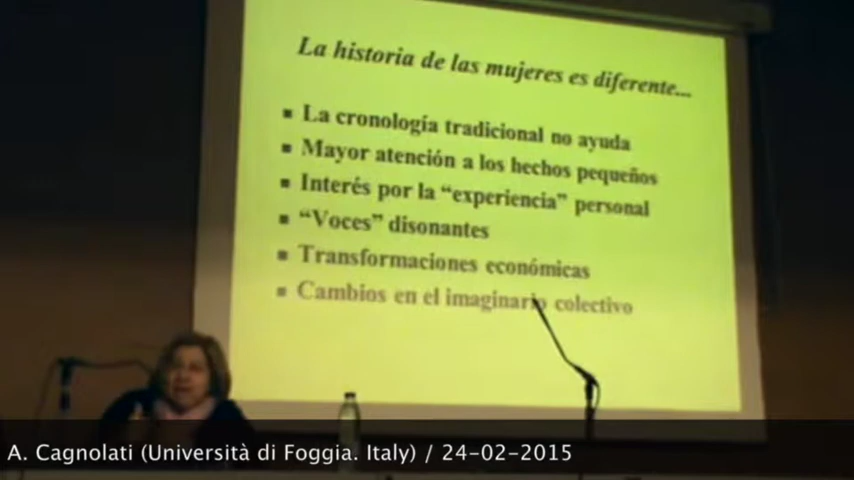 La historia de las mujeres es diferente...
▪ La cronología tradicional no ayuda
▪ Mayor atención a los hechos pequeños
▪ Interés por la “experiencia” personal
▪ “Voces” disonantes
▪ Transformaciones económicas
▪ Cambios en el imaginario colectivo
A. Cagnolati (Università di Foggia. Italy) / 24-02-2015